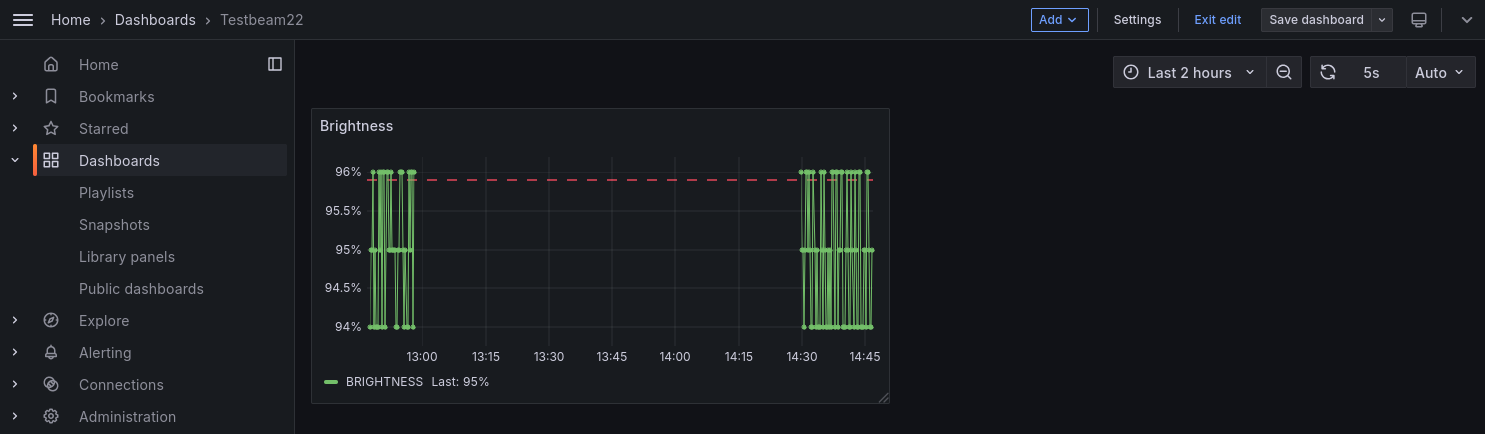 Home › Dashboards › Testbeam22
Add
Settings
Exit edit
Save dashboard
Home
Bookmarks
Starred
Dashboards
Playlists
Snapshots
Library panels
Public dashboards
Explore
Alerting
Connections
Administration
Last 2 hours
5s
Auto
Brightness
96%
95.5%
95%
94.5%
94%
13:00 13:15 13:30 13:45 14:00 14:15 14:30 14:45
BRIGHTNESS Last: 95%